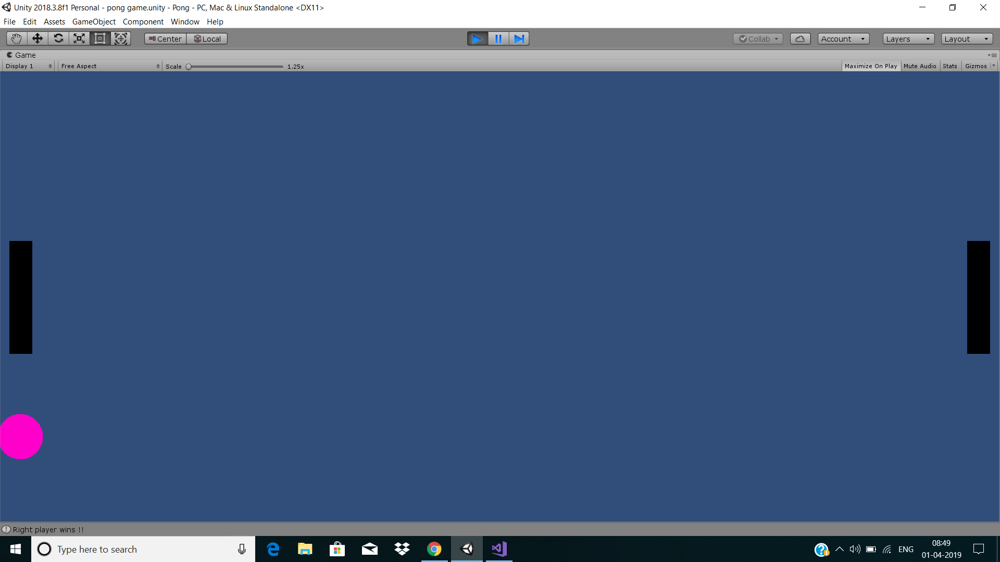 Unity 2018.3.8f1 Personal - pong game.unity - Pong - PC, Mac & Linux Standalone <DX11>
File Edit Assets GameObject Component Window Help
Center Local Collab Account Layers Layout
Game
Display 1 Free Aspect Scale 1.25x Maximize On Play Mute Audio Stats Gizmos
Right player wins !!
Type here to search ENG 08:49
01-04-2019